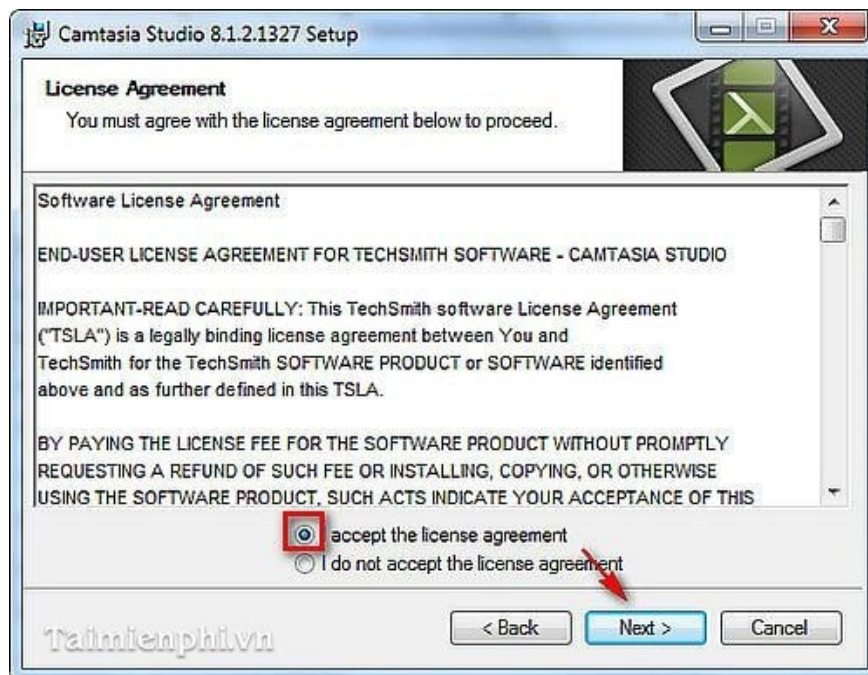 Camtasia Studio 8.1.2.1327 Setup
License Agreement
You must agree with the license agreement below to proceed.
Software License Agreement
END-USER LICENSE AGREEMENT FOR TECHSMITH SOFTWARE - CAMTASIA STUDIO
IMPORTANT-READ CAREFULLY: This TechSmith software License Agreement
("TSLA") is a legally binding license agreement between You and
TechSmith for the TechSmith SOFTWARE PRODUCT or SOFTWARE identified
above and as further defined in this TSLA.
BY PAYING THE LICENSE FEE FOR THE SOFTWARE PRODUCT WITHOUT PROMPTLY
REQUESTING A REFUND OF SUCH FEE OR INSTALLING, COPYING, OR OTHERWISE
USING THE SOFTWARE PRODUCT, SUCH ACTS INDICATE YOUR ACCEPTANCE OF THIS
accept the license agreement
I do not accept the license agreement
Taimienphi.vn
< Back Next > Cancel